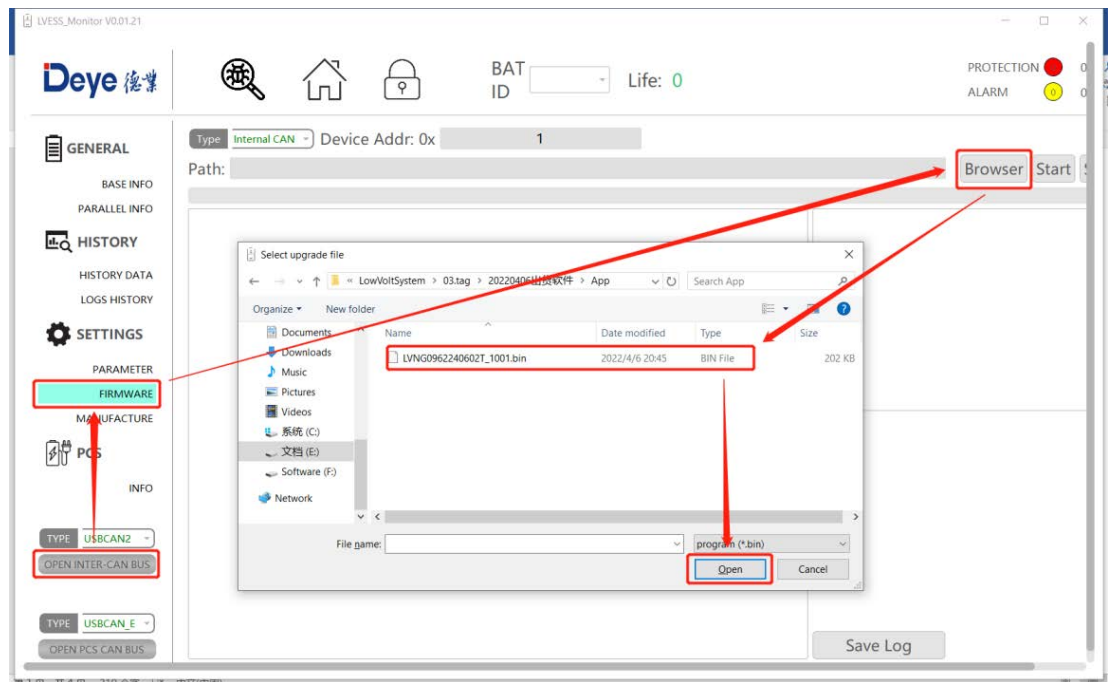 LVESS_Monitor V0.01.21
Deye 德業
BAT ID
Life: 0
PROTECTION 0
ALARM 0 0
Type Internal CAN Device Addr: 0x 1
Path: Browser Start
GENERAL
BASE INFO
PARALLEL INFO
HISTORY
HISTORY DATA
LOGS HISTORY
SETTINGS
PARAMETER
FIRMWARE
MANUFACTURE
PCS
INFO
TYPE USBCAN2
OPEN INTER-CAN BUS
TYPE USBCAN_E
OPEN PCS CAN BUS
Select upgrade file
« LowVoltSystem > 03.tag > 20220406出货软件 > App
Search App
Organize New folder
Name Date modified Type Size
LVNG0962240602T_1001.bin 2022/4/6 20:45 BIN File 202 KB
Documents
Downloads
Music
Pictures
Videos
系统 (C:)
文档 (E:)
Software (F:)
Network
File name: program (*.bin)
Open Cancel
Save Log